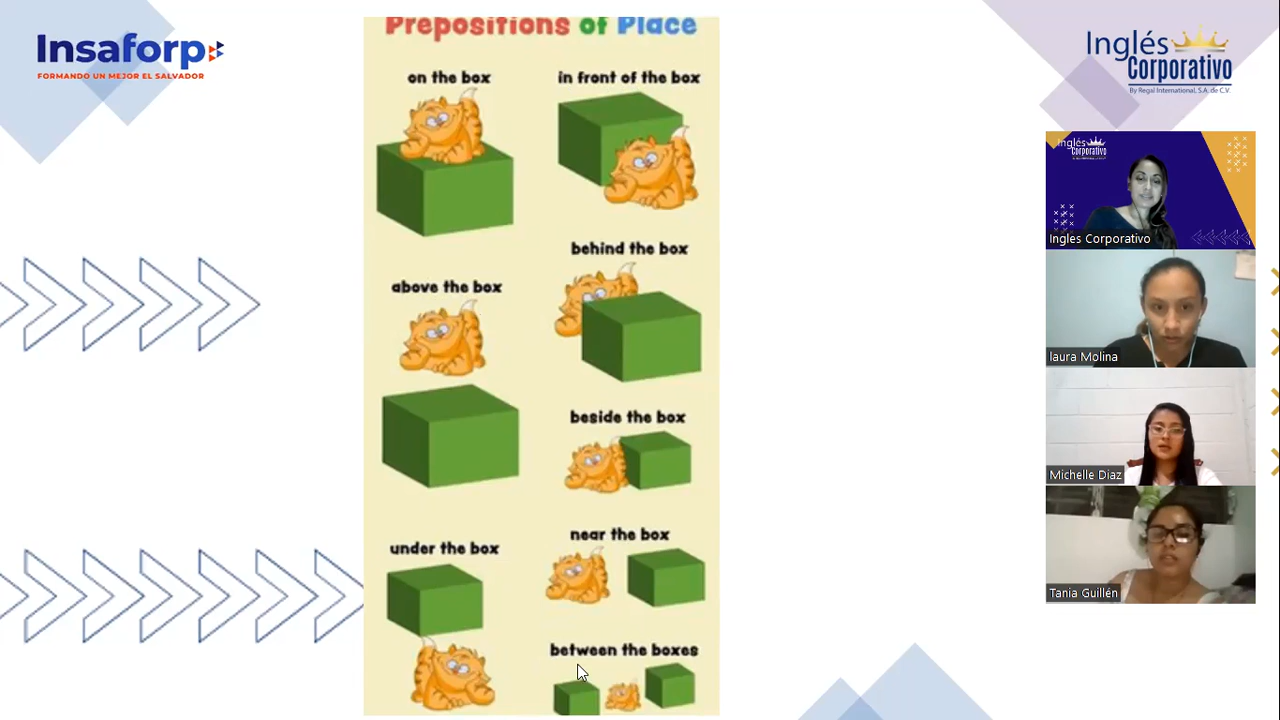 Insaforp
FORMANDO UN MEJOR EL SALVADOR
Prepositions of Place
on the box
in front of the box
above the box
behind the box
beside the box
under the box
near the box
between the boxes
Inglés
Corporativo
By Regal International, S.A. de C.V.
Inglés
Corporativo
Ingles Corporativo
laura Molina
Michelle Diaz
Tania Guillén